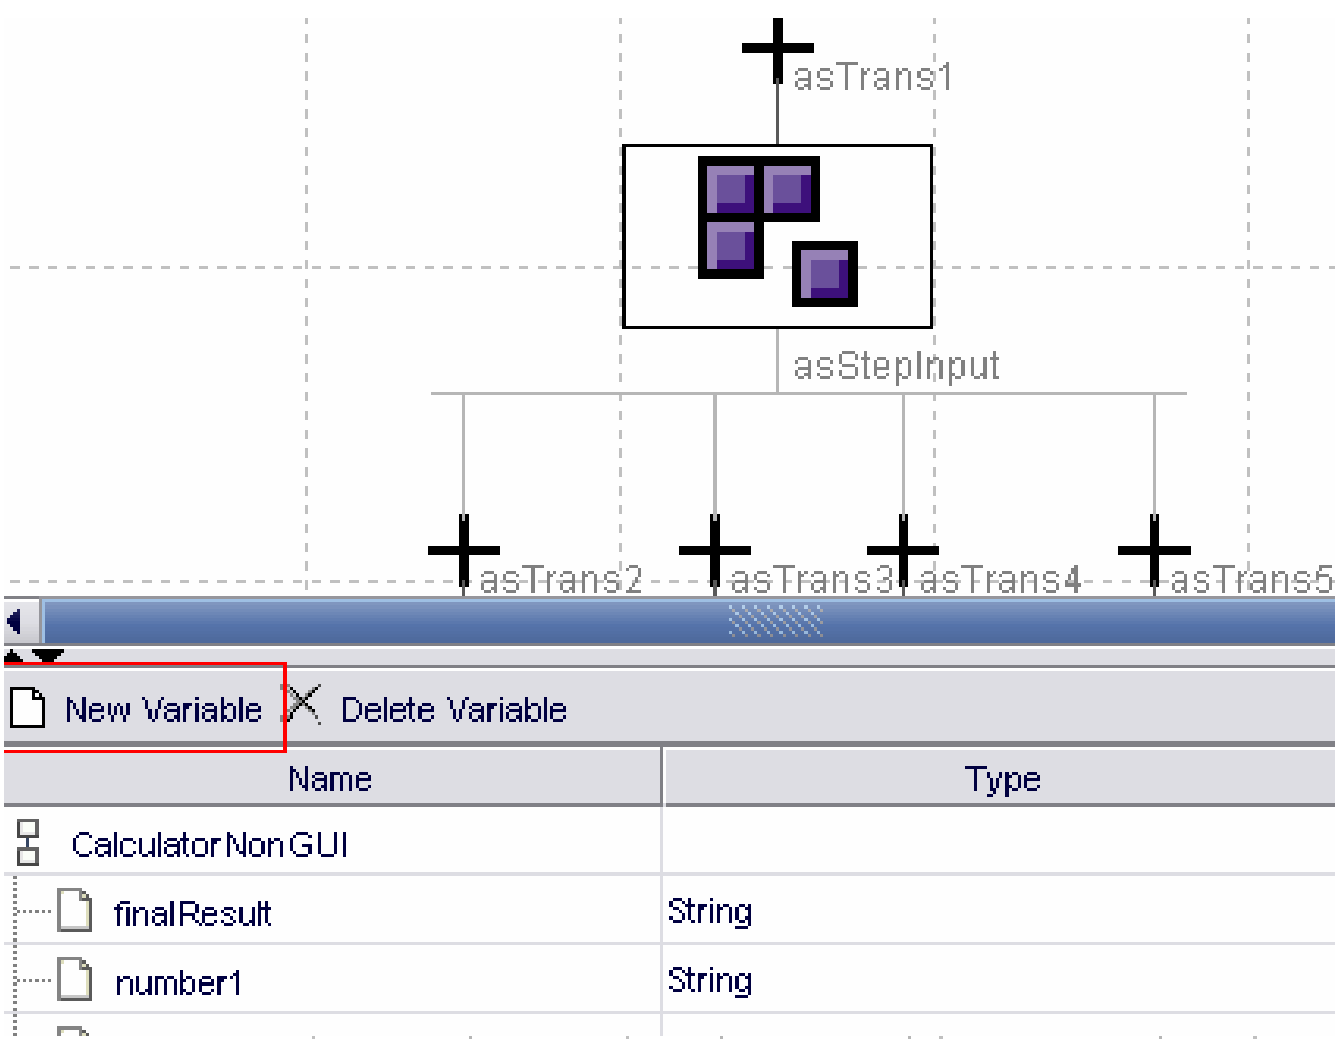 asTrans1
asStepInput
asTrans2 asTrans3 asTrans4 asTrans5
New Variable Delete Variable
Name Type
CalculatorNonGUI
finalResult String
number1 String